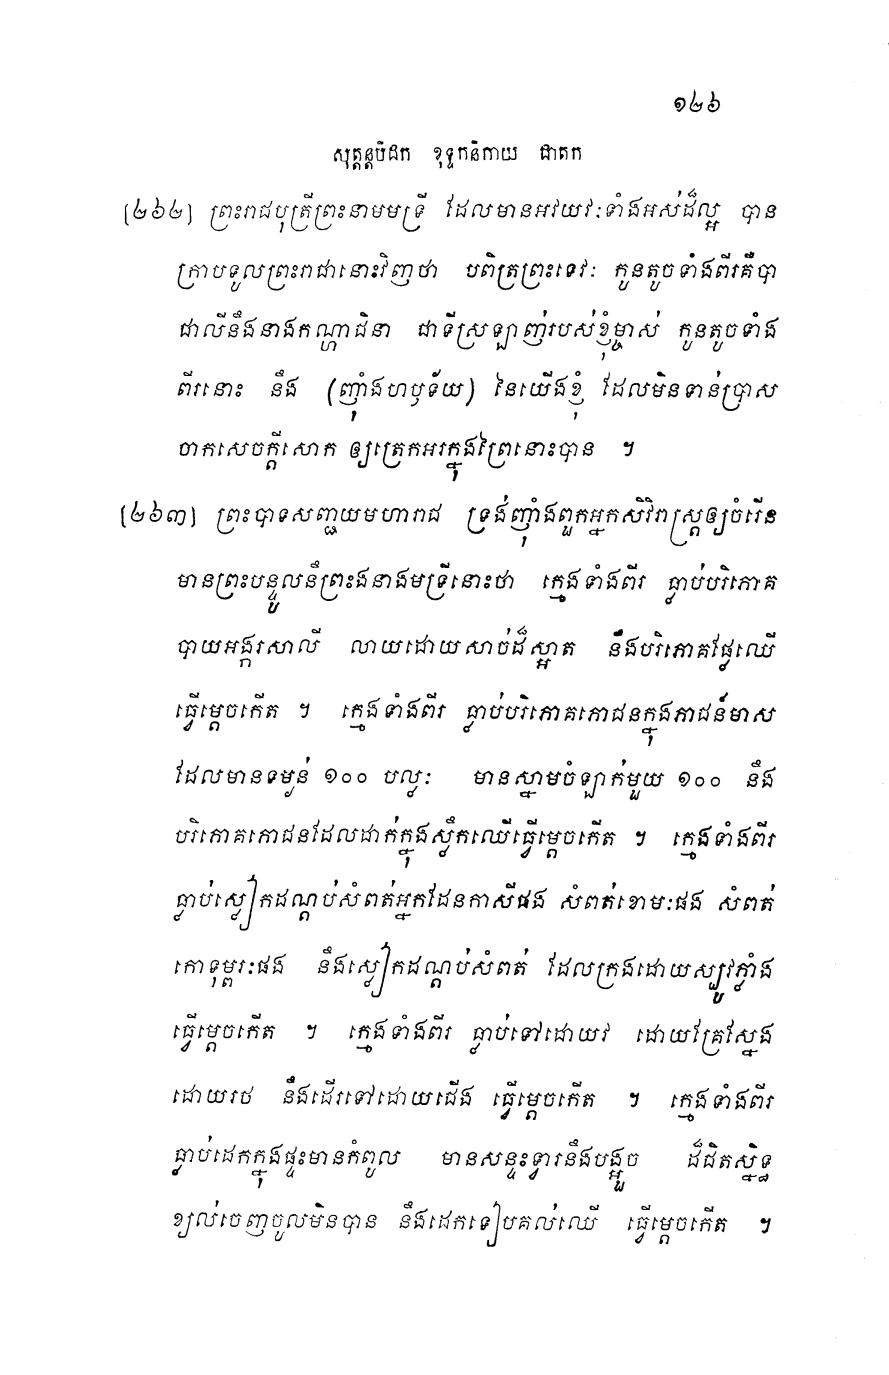 ១៤៦
សុត្តន្តបិដក ខុទ្ទកនិកាយ ជាតក
[២៦២] ព្រះរាជបុត្រីព្រះនាមមទ្រី ដែលមានអវយវៈទាំងអស់ដ៏ល្អ បាន
ក្រាបទូលព្រះរាជានោះវិញថា បពិត្រព្រះទេវៈ កូនតូចទាំងពីរគឺបា
ជាលីនឹងនាងកណ្ហាជិនា ជាទីស្រឡាញ់របស់ខ្ញុំម្ចាស់ កូនតូចទាំង
ពីរនោះ នឹង (ញ៉ាំងហឫទ័យ) នៃយើងខ្ញុំ ដែលមិនទាន់ប្រាស
ចាកសេចក្តីសោក ឲ្យត្រេកអរក្នុងព្រៃនោះបាន ។
[២៦៣] ព្រះបាទសញ្ជយមហារាជ ទ្រង់ញ៉ាំងពួកអ្នកសិវិរាស្ត្រឲ្យចំរើន
មានព្រះបន្ទូលនឹព្រះងនាងមទ្រីនោះថា ក្មេងទាំងពីរ ធ្លាប់បរិភោគ
បាយអង្ករសាលី លាយដោយសាច់ដ៏ស្អាត នឹងបរិភោគផ្លែឈើ
ធ្វើម្តេចកើត ។ ក្មេងទាំងពីរ ធ្លាប់បរិភោគភោជនក្នុងភាជន៍មាស
ដែលមានទម្ងន់ ១០០ បល្លៈ មានស្នាមចំឡាក់មួយ ១០០ នឹង
បរិភោគភោជនដែលដាក់ក្នុងស្លឹកឈើធ្វើម្តេចកើត ។ ក្មេងទាំងពីរ
ធ្លាប់ស្លៀកដណ្តប់សំពត់អ្នកដែនកាសីផង សំពត់ខោមៈផង សំពត់
កោទុម្ពរៈផង នឹងស្លៀកដណ្តប់សំពត់ ដែលក្រងដោយស្បូវភ្លាំង
ធ្វើម្តេចកើត ។ ក្មេងទាំងពីរ ធ្លាប់ទៅដោយវ ដោយគ្រែស្នែង
ដោយរថ នឹងដើរទៅដោយជើង ធ្វើម្តេចកើត ។ ក្មេងទាំងពីរ
ធ្លាប់ដេកក្នុងផ្ទះមានកំពូល មានសន្ទះទ្វារនឹងបង្អួច ដ៏ជិតស្និទ្ធ
ខ្យល់ចេញចូលមិនបាន នឹងដេកទៀបគល់ឈើ ធ្វើម្តេចកើត ។